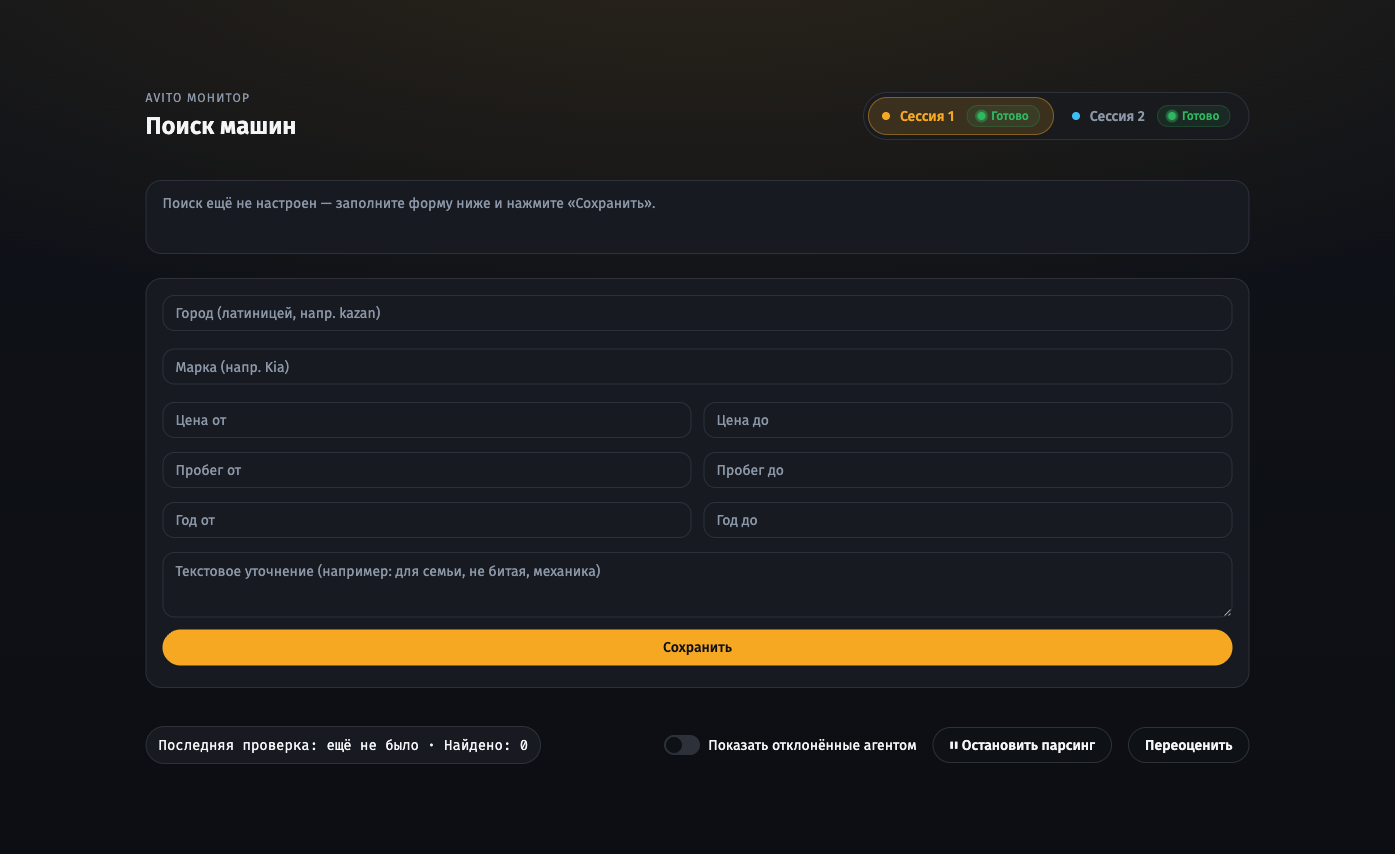 AVITO МОНИТОР
Поиск машин
Сессия 1 Готово Сессия 2 Готово
Поиск ещё не настроен — заполните форму ниже и нажмите «Сохранить».
Город (латиницей, напр. kazan)
Марка (напр. Kia)
Цена от Цена до
Пробег от Пробег до
Год от Год до
Текстовое уточнение (например: для семьи, не битая, механика)
Сохранить
Последняя проверка: ещё не было · Найдено: 0 Показать отклонённые агентом Остановить парсинг Переоценить